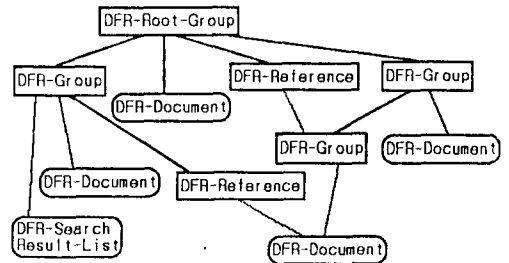 DFR-Root-Group
DFR-Group
DFR-Reference
DFR-Group
DFR-Document
DFR-Group
DFR-Document
DFR-Document
DFR-Reference
DFR-Search
Result-List
DFR-Document